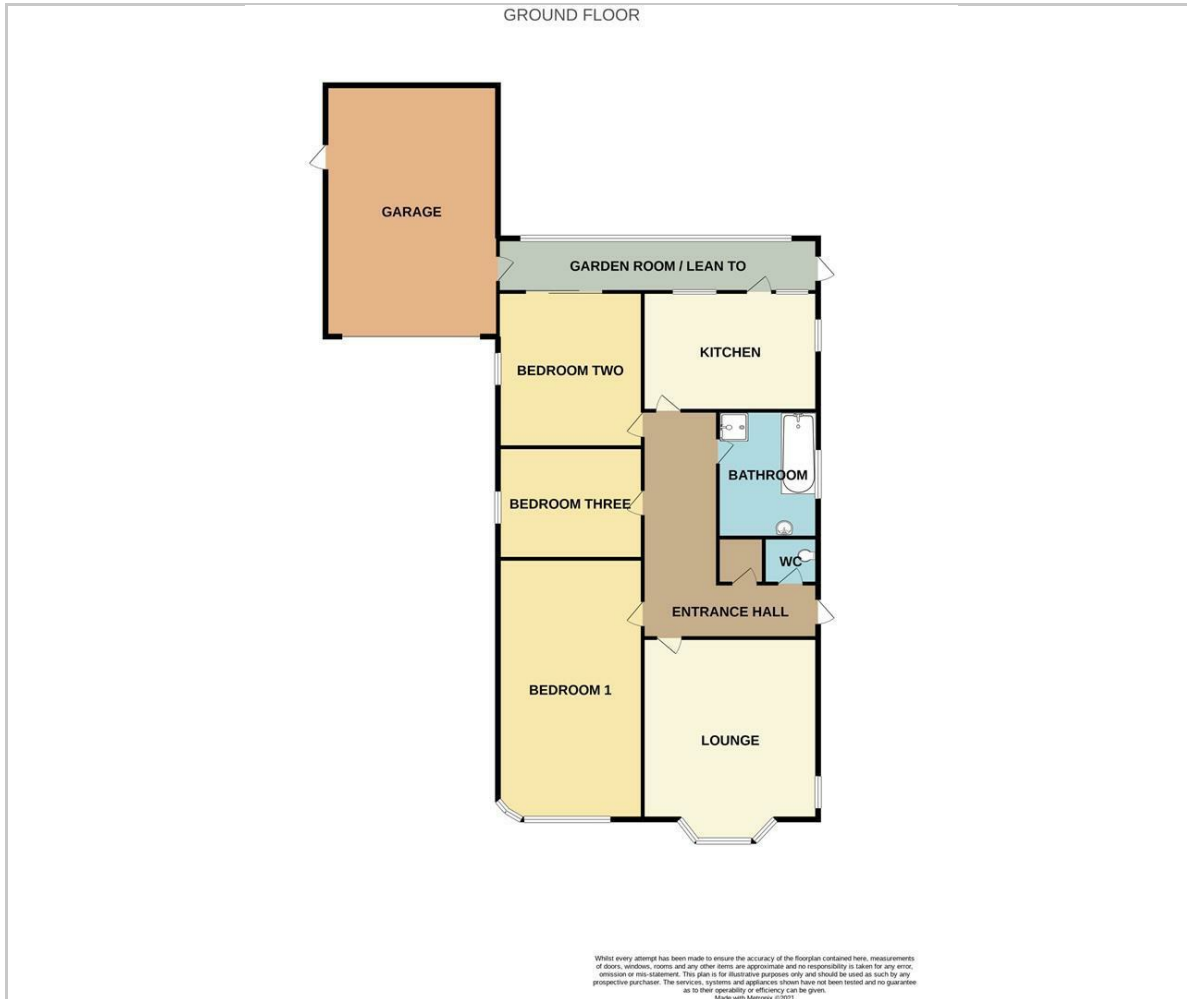 GROUND FLOOR
GARAGE
GARDEN ROOM / LEAN TO
KITCHEN
BEDROOM TWO
BATHROOM
BEDROOM THREE
WC
ENTRANCE HALL
BEDROOM 1
LOUNGE
Whilst every attempt has been made to ensure the accuracy of the floorplan contained here, measurements
of doors, windows, rooms and any other items are approximate and no responsibility is taken for any error,
omission or mis-statement. This plan is for illustrative purposes only and should be used as such by any
prospective purchaser. The services, systems and appliances shown have not been tested and no guarantee
as to their operability or efficiency can be given.
Made with Metropix ©2021